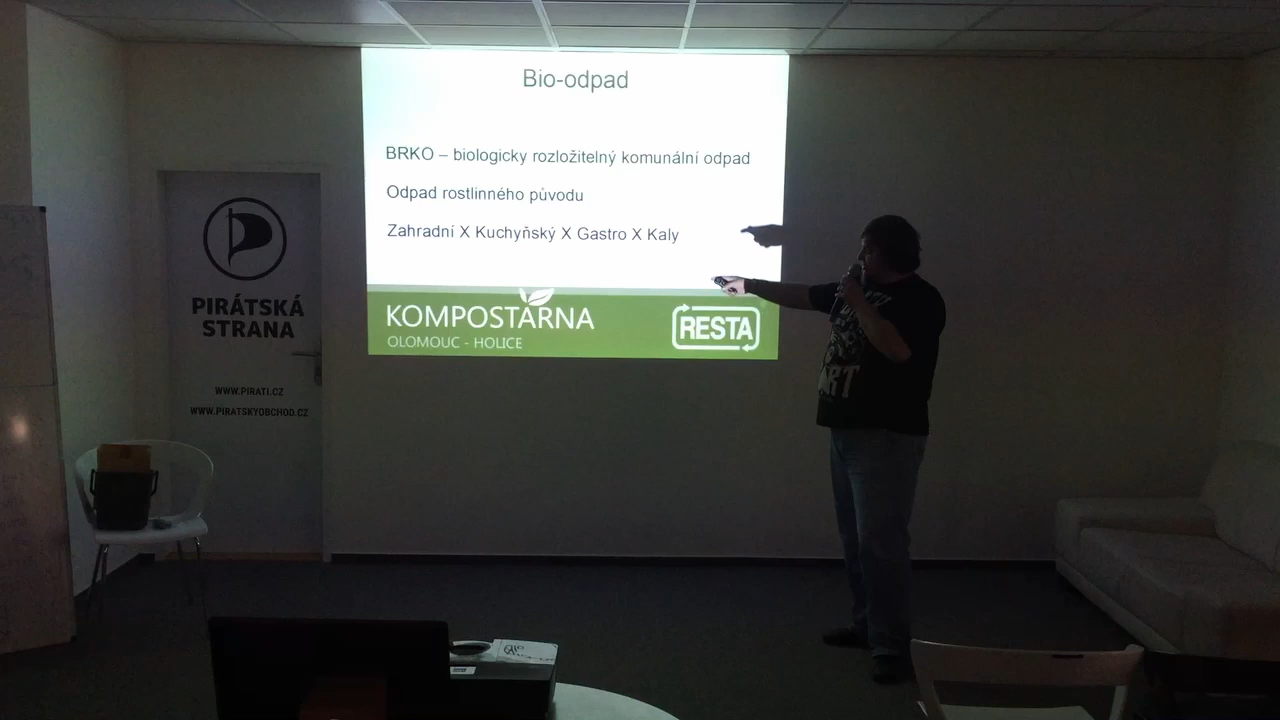 Bio-odpad
BRKO – biologicky rozložitelný komunální odpad
Odpad rostlinného původu
Zahradní X Kuchyňský X Gastro X Kaly
KOMPOSTÁRNA
OLOMOUC - HOLICE
RESTA
PIRÁTSKÁ
STRANA
WWW.PIRATI.CZ
WWW.PIRATSKYOBCHOD.CZ
ART